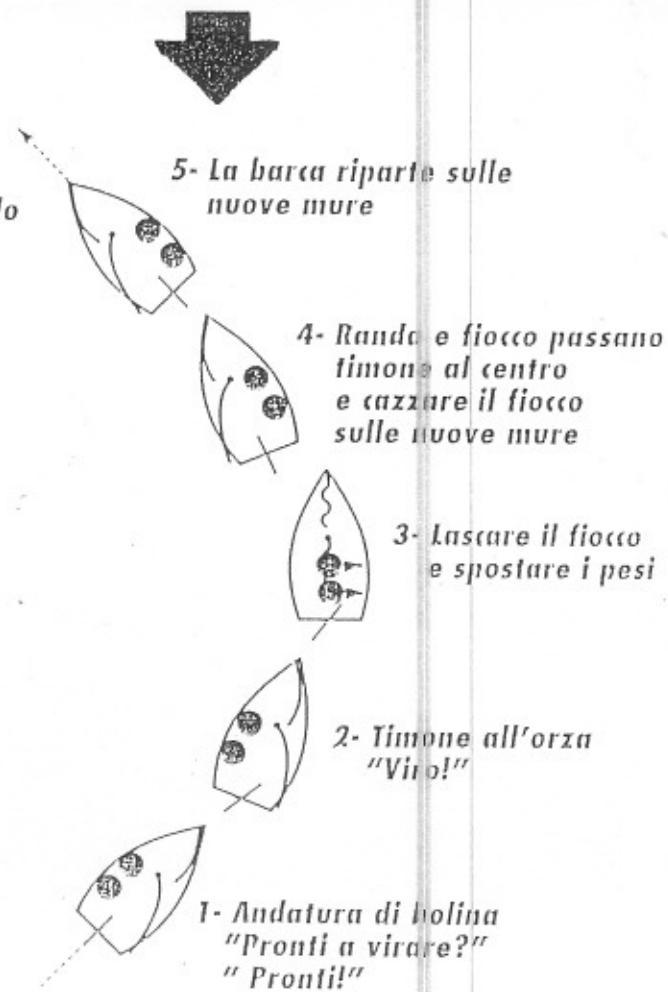 5- La barca riparte sulle
nuove mure
4- Randa e fiocco passano
timone al centro
e cazzare il fiocco
sulle nuove mure
3- Lascare il fiocco
e spostare i pesi
2- Timone all'orza
"Viro!"
1- Andatura di bolina
"Pronti a virare?"
" Pronti!"